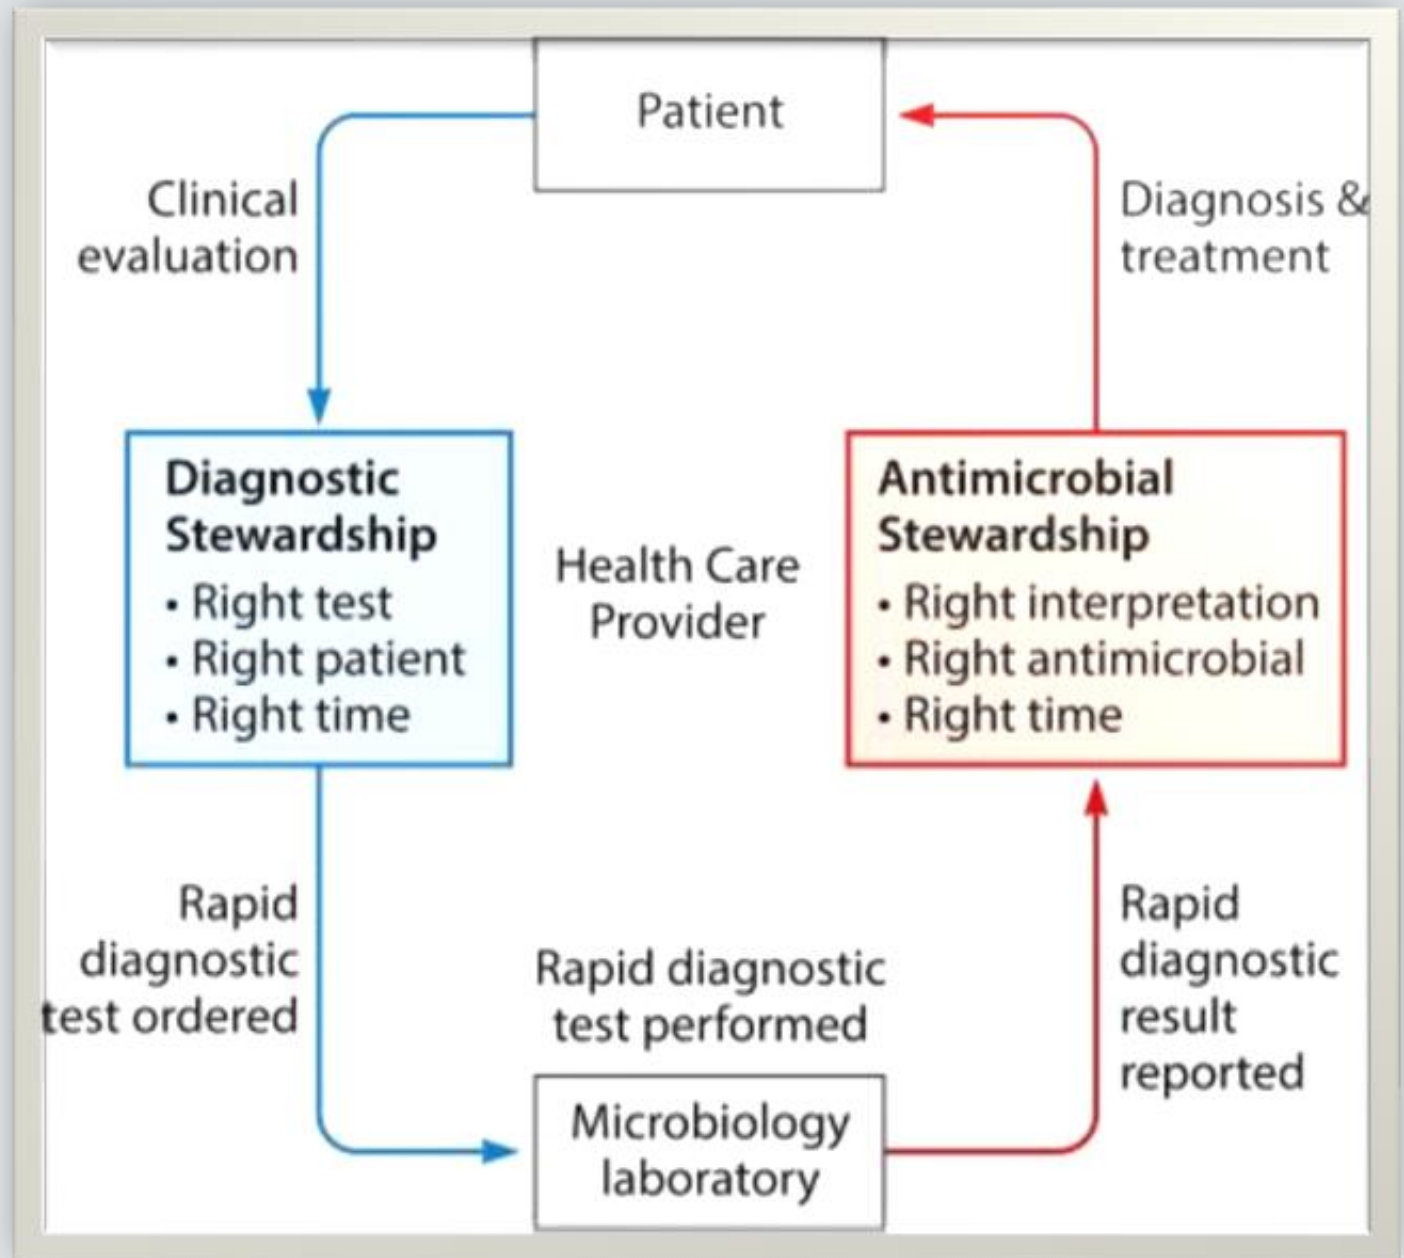 Patient
Clinical
evaluation
Diagnosis &
treatment
Diagnostic
Stewardship
• Right test
• Right patient
• Right time
Health Care
Provider
Antimicrobial
Stewardship
• Right interpretation
• Right antimicrobial
• Right time
Rapid
diagnostic
test ordered
Rapid diagnostic
test performed
Rapid
diagnostic
result
reported
Microbiology
laboratory